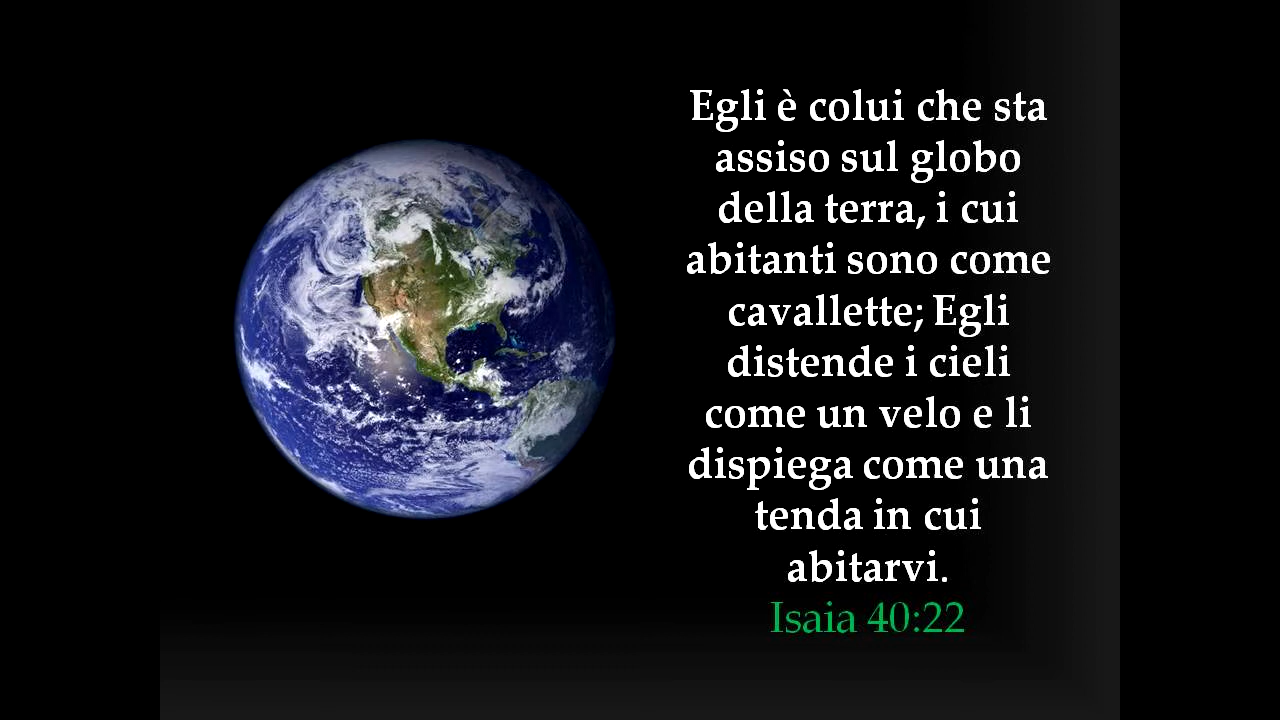 Egli è colui che sta
assiso sul globo
della terra, i cui
abitanti sono come
cavallette; Egli
distende i cieli
come un velo e li
dispiega come una
tenda in cui
abitarvi.
Isaia 40:22